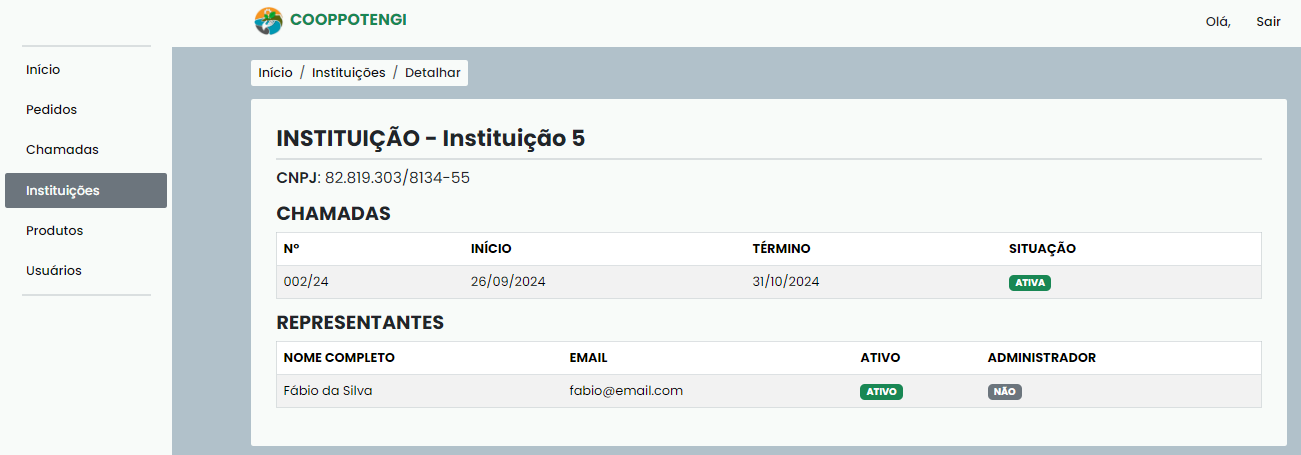 COOPPOTENGI
Olá, Sair
Início
Pedidos
Chamadas
Instituições
Produtos
Usuários
Início / Instituições / Detalhar
INSTITUIÇÃO - Instituição 5
CNPJ: 82.819.303/8134-55
CHAMADAS
Nº INÍCIO TÉRMINO SITUAÇÃO
002/24 26/09/2024 31/10/2024 ATIVA
REPRESENTANTES
NOME COMPLETO EMAIL ATIVO ADMINISTRADOR
Fábio da Silva fabio@email.com ATIVO NÃO